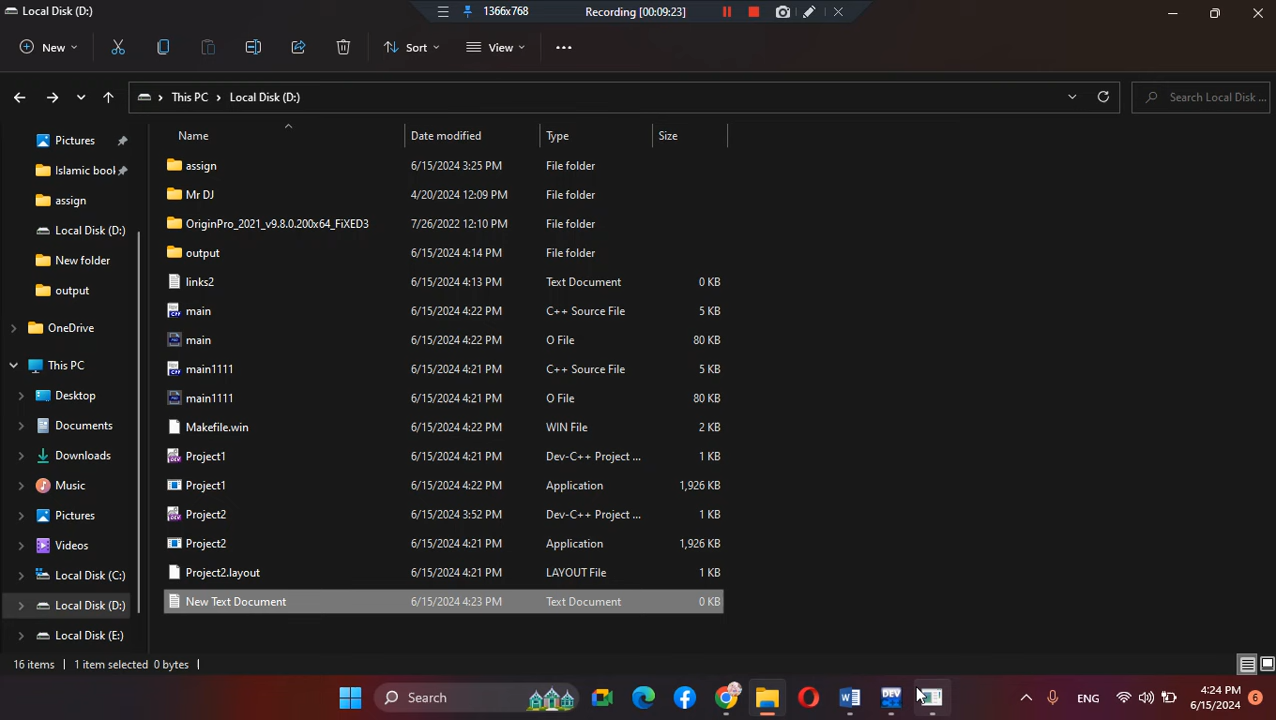 Local Disk (D:)
1366x768
Recording [00:09:23]
New
Sort
View
This PC
Local Disk (D:)
Search Local Disk ...
Name
Date modified
Type
Size
Pictures
Islamic book
assign
Local Disk (D:)
New folder
output
OneDrive
This PC
Desktop
Documents
Downloads
Music
Pictures
Videos
Local Disk (C:)
Local Disk (D:)
Local Disk (E:)
assign 6/15/2024 3:25 PM File folder
Mr DJ 4/20/2024 12:09 PM File folder
OriginPro_2021_v9.8.0.200x64_FiXED3 7/26/2022 12:10 PM File folder
output 6/15/2024 4:14 PM File folder
links2 6/15/2024 4:13 PM Text Document 0 KB
main 6/15/2024 4:22 PM C++ Source File 5 KB
main 6/15/2024 4:22 PM O File 80 KB
main1111 6/15/2024 4:21 PM C++ Source File 5 KB
main1111 6/15/2024 4:21 PM O File 80 KB
Makefile.win 6/15/2024 4:22 PM WIN File 2 KB
Project1 6/15/2024 4:21 PM Dev-C++ Project ... 1 KB
Project1 6/15/2024 4:22 PM Application 1,926 KB
Project2 6/15/2024 3:52 PM Dev-C++ Project ... 1 KB
Project2 6/15/2024 4:21 PM Application 1,926 KB
Project2.layout 6/15/2024 4:21 PM LAYOUT File 1 KB
New Text Document 6/15/2024 4:23 PM Text Document 0 KB
16 items
1 item selected 0 bytes
Search
DEV
ENG
4:24 PM
6/15/2024
6